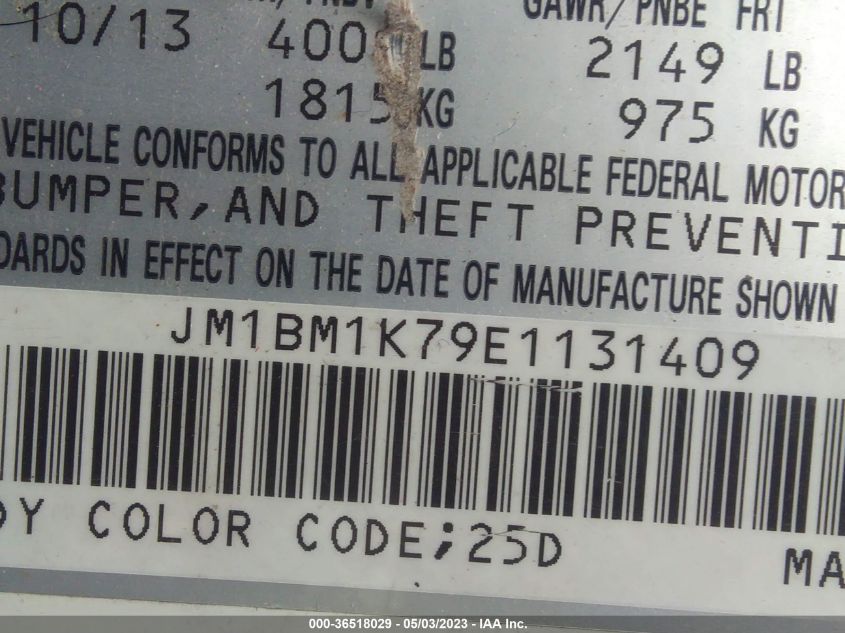 GAWR/PNBE FRT
10/13 400 LB 2149 LB
1815 KG 975 KG
VEHICLE CONFORMS TO ALL APPLICABLE FEDERAL MOTOR
BUMPER, AND THEFT PREVENTI
DARDS IN EFFECT ON THE DATE OF MANUFACTURE SHOWN
JM1BM1K79E1131409
DY COLOR CODE;25D
MA
000-36518029 - 05/03/2023 - IAA Inc.